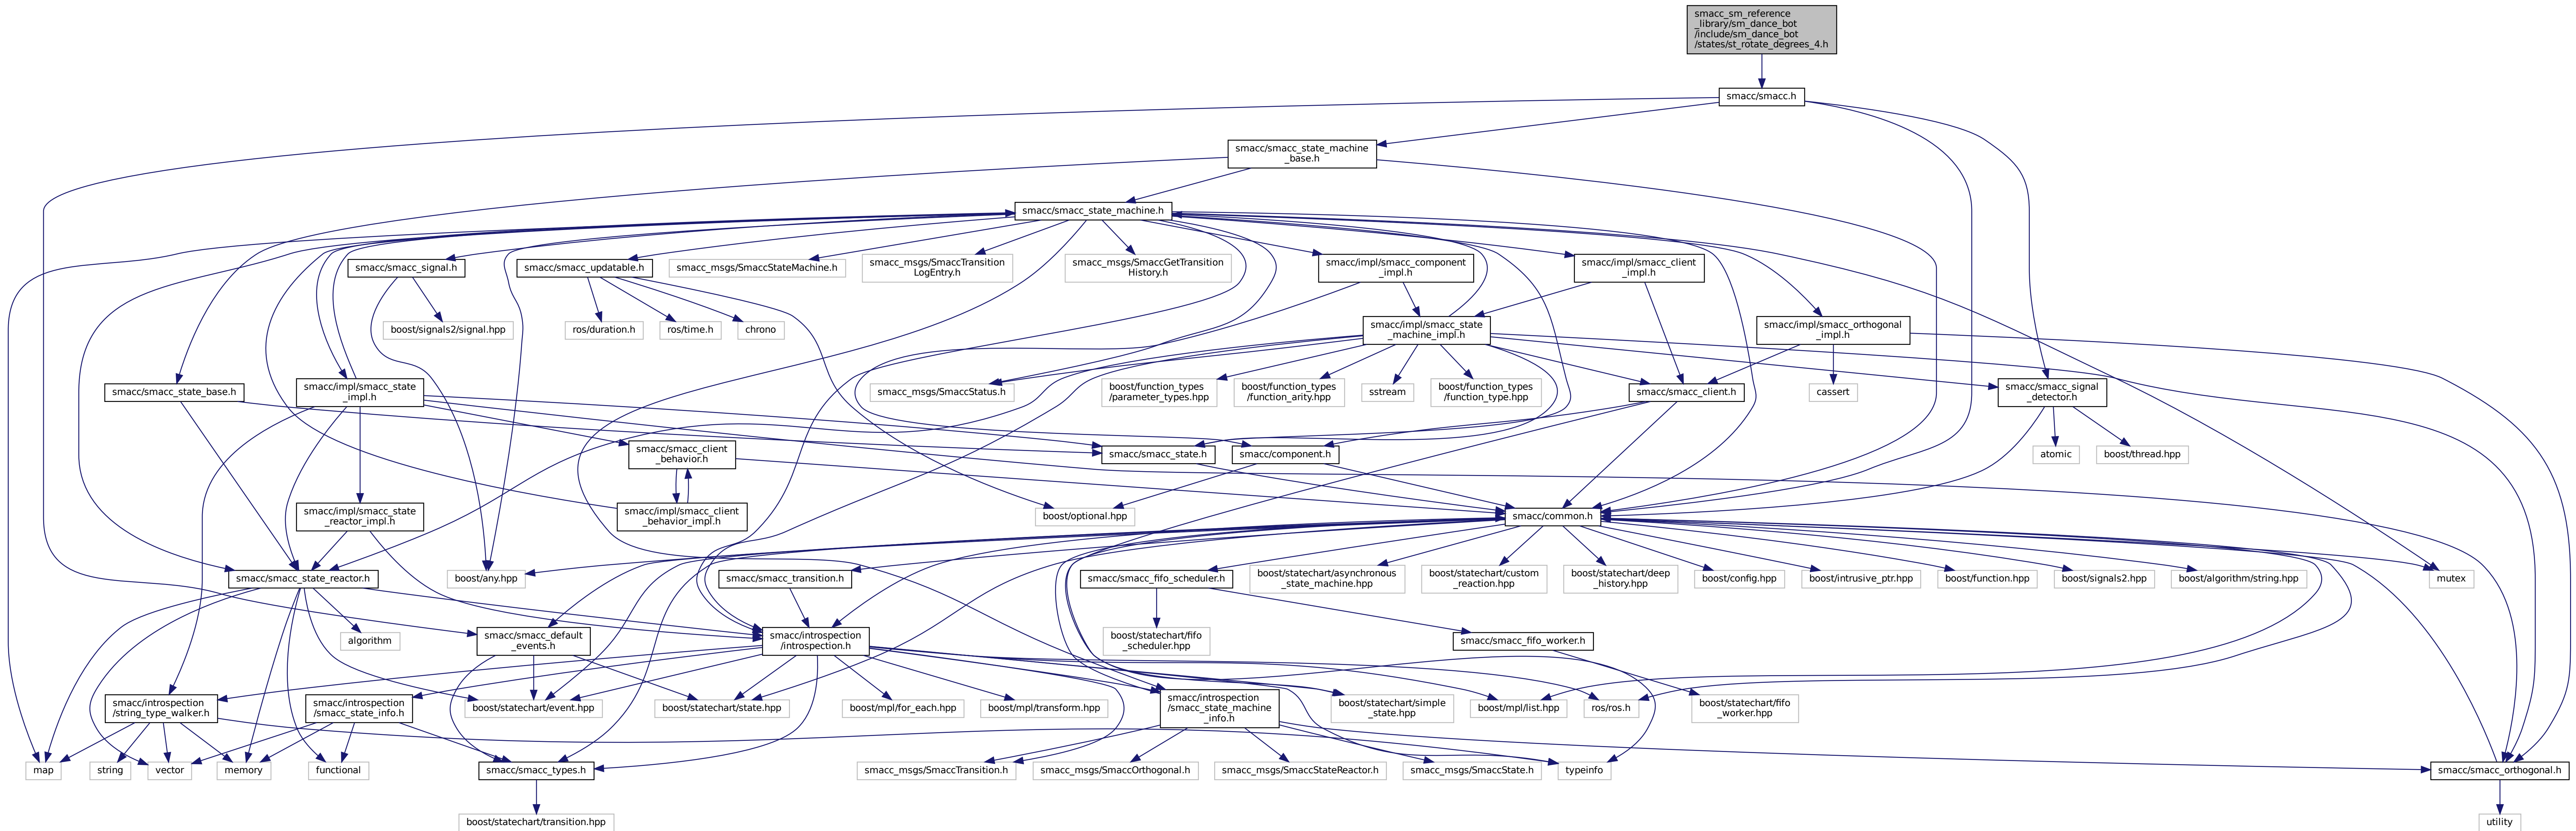 smacc_sm_reference
_library/sm_dance_bot
/include/sm_dance_bot
/states/st_rotate_degrees_4.h
smacc/smacc.h
smacc/smacc_state_machine
_base.h
smacc/smacc_state_machine.h
smacc/smacc_signal.h
smacc/smacc_updatable.h
smacc_msgs/SmaccStateMachine.h
smacc_msgs/SmaccTransition
LogEntry.h
smacc_msgs/SmaccGetTransition
History.h
smacc/impl/smacc_component
_impl.h
smacc/impl/smacc_client
_impl.h
boost/signals2/signal.hpp
ros/duration.h
ros/time.h
chrono
smacc/impl/smacc_state
_machine_impl.h
smacc/impl/smacc_orthogonal
_impl.h
smacc/smacc_state_base.h
smacc/impl/smacc_state
_impl.h
smacc_msgs/SmaccStatus.h
boost/function_types
/parameter_types.hpp
boost/function_types
/function_arity.hpp
sstream
boost/function_types
/function_type.hpp
smacc/smacc_client.h
cassert
smacc/smacc_signal
_detector.h
smacc/smacc_client
_behavior.h
smacc/smacc_state.h
smacc/component.h
atomic
boost/thread.hpp
smacc/impl/smacc_state
_reactor_impl.h
smacc/impl/smacc_client
_behavior_impl.h
boost/optional.hpp
smacc/common.h
smacc/smacc_state_reactor.h
boost/any.hpp
smacc/smacc_transition.h
smacc/smacc_fifo_scheduler.h
boost/statechart/asynchronous
_state_machine.hpp
boost/statechart/custom
_reaction.hpp
boost/statechart/deep
_history.hpp
boost/config.hpp
boost/intrusive_ptr.hpp
boost/function.hpp
boost/signals2.hpp
boost/algorithm/string.hpp
mutex
algorithm
smacc/smacc_default
_events.h
smacc/introspection
/introspection.h
boost/statechart/fifo
_scheduler.hpp
smacc/smacc_fifo_worker.h
smacc/introspection
/string_type_walker.h
smacc/introspection
/smacc_state_info.h
boost/statechart/event.hpp
boost/statechart/state.hpp
boost/mpl/for_each.hpp
boost/mpl/transform.hpp
smacc/introspection
/smacc_state_machine
_info.h
boost/statechart/simple
_state.hpp
boost/mpl/list.hpp
ros/ros.h
boost/statechart/fifo
_worker.hpp
map
string
vector
memory
functional
smacc/smacc_types.h
smacc_msgs/SmaccTransition.h
smacc_msgs/SmaccOrthogonal.h
smacc_msgs/SmaccStateReactor.h
smacc_msgs/SmaccState.h
typeinfo
smacc/smacc_orthogonal.h
boost/statechart/transition.hpp
utility